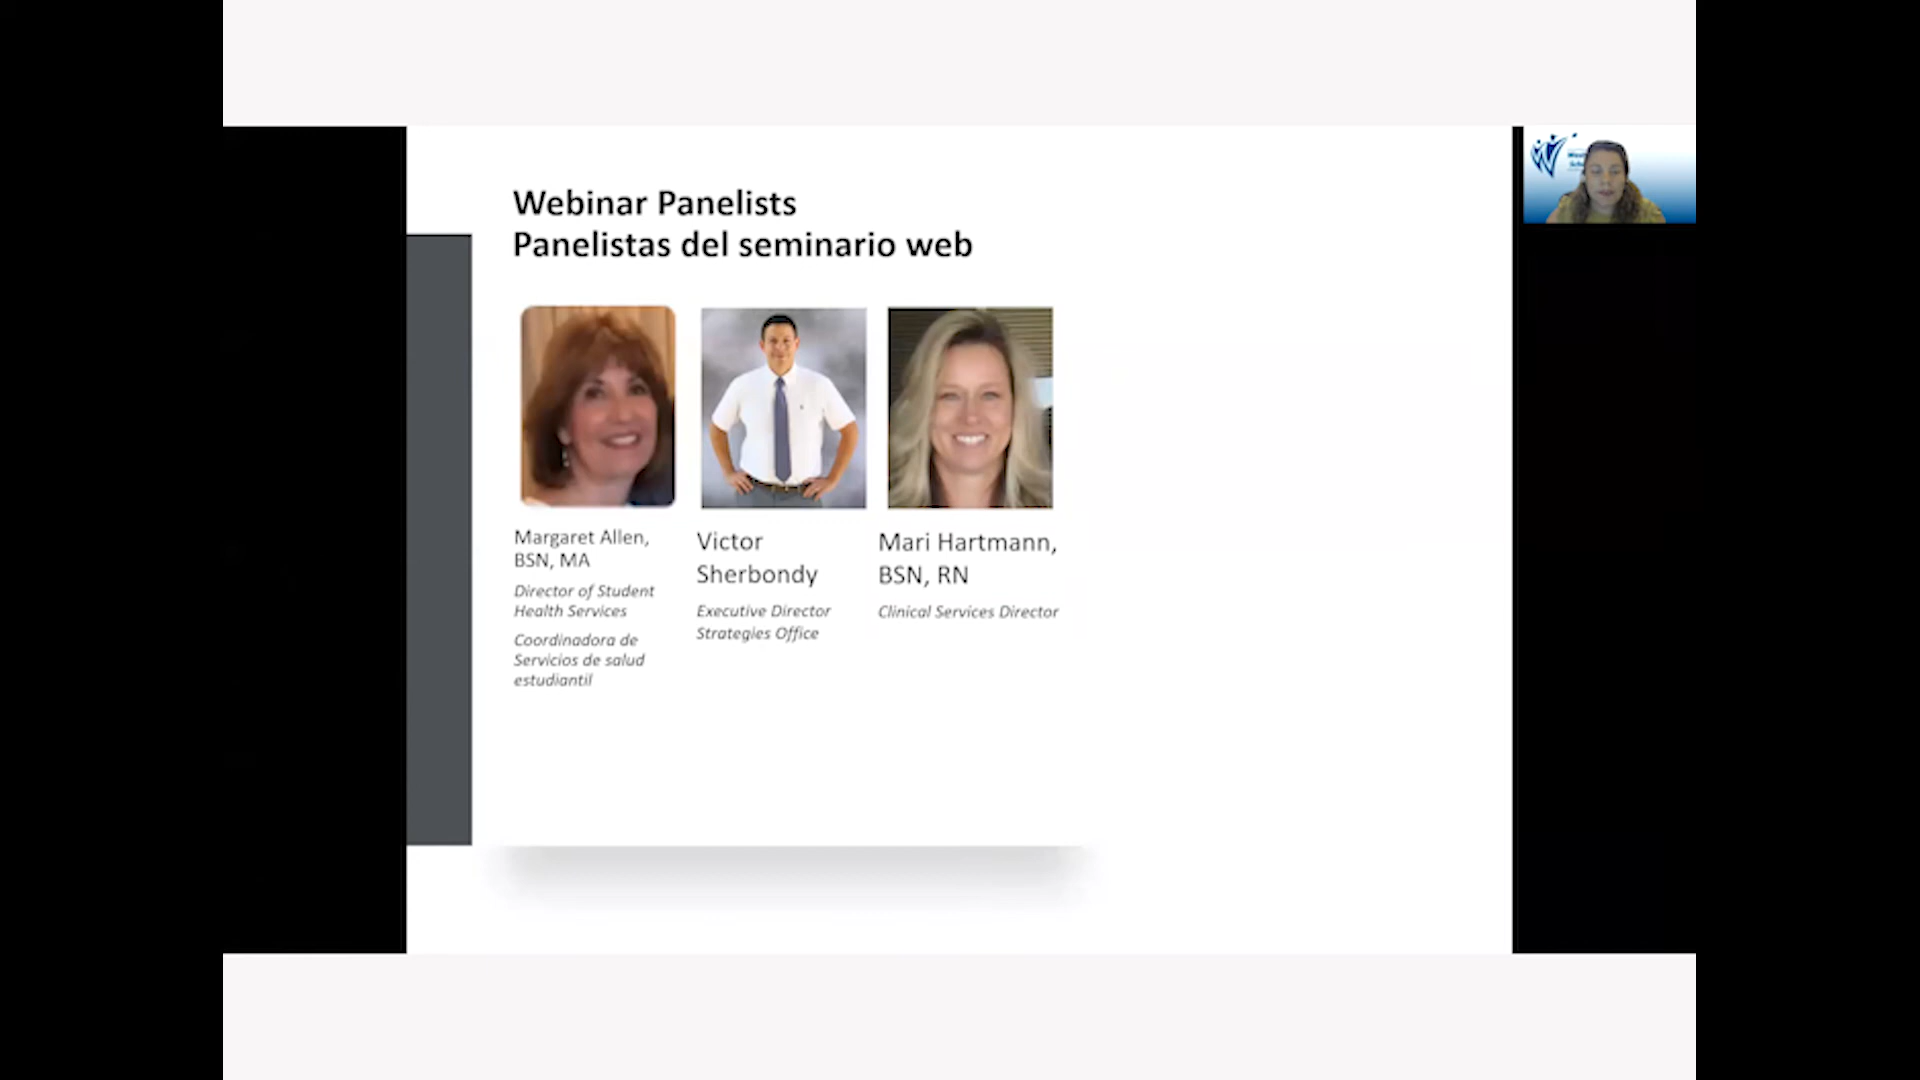 Webinar Panelists
Panelistas del seminario web
Margaret Allen,
BSN, MA
Director of Student
Health Services
Coordinadora de
Servicios de salud
estudiantil
Victor
Sherbondy
Executive Director
Strategies Office
Mari Hartmann,
BSN, RN
Clinical Services Director